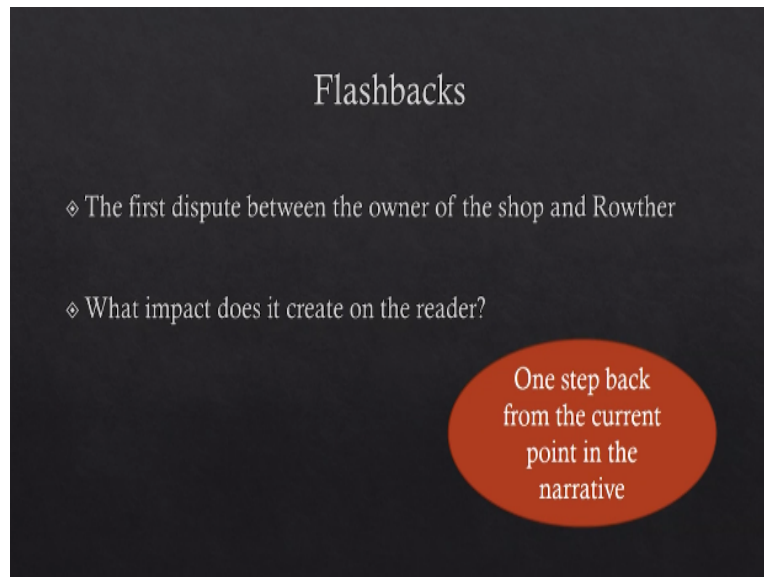 Flashbacks
The first dispute between the owner of the shop and Rowther
What impact does it create on the reader?
One step back
from the current
point in the
narrative